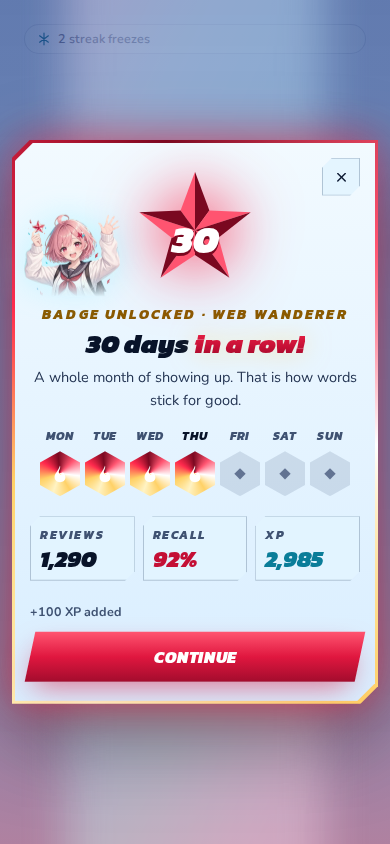 2 streak freezes
×
30
BADGE UNLOCKED · WEB WANDERER
30 days in a row!
A whole month of showing up. That is how words
stick for good.
MON TUE WED THU FRI SAT SUN
REVIEWS RECALL XP
1,290 92% 2,985
+100 XP added
CONTINUE